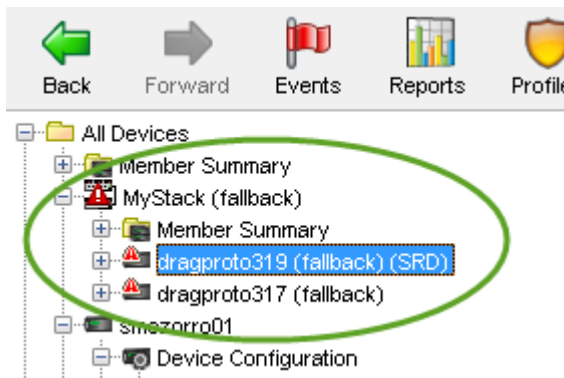 Back Forward Events Reports Profile
All Devices
Member Summary
MyStack (fallback)
Member Summary
dragproto319 (fallback) (SRD)
dragproto317 (fallback)
smezorro01
Device Configuration